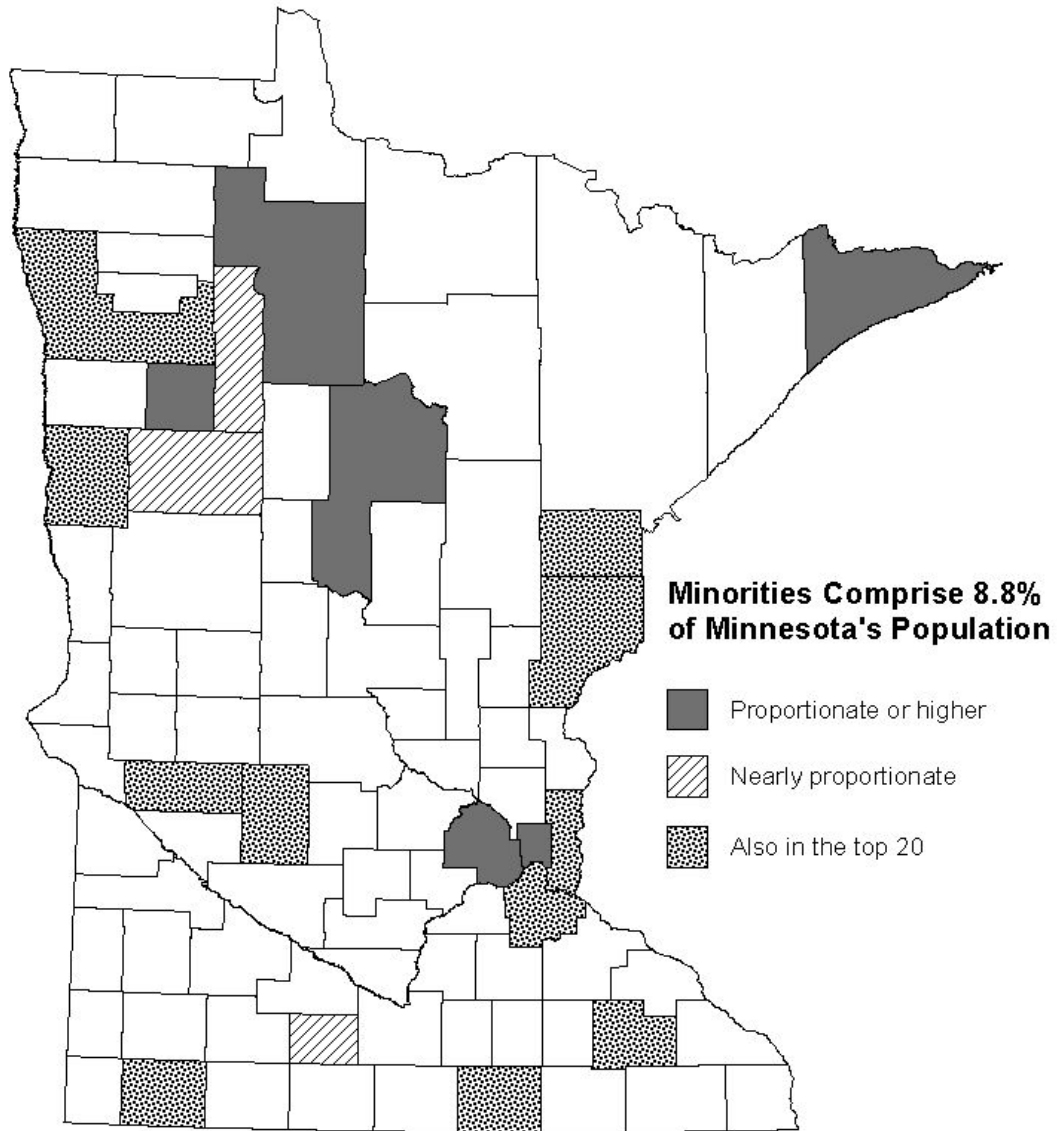 Minorities Comprise 8.8%
of Minnesota's Population
Proportionate or higher
Nearly proportionate
Also in the top 20